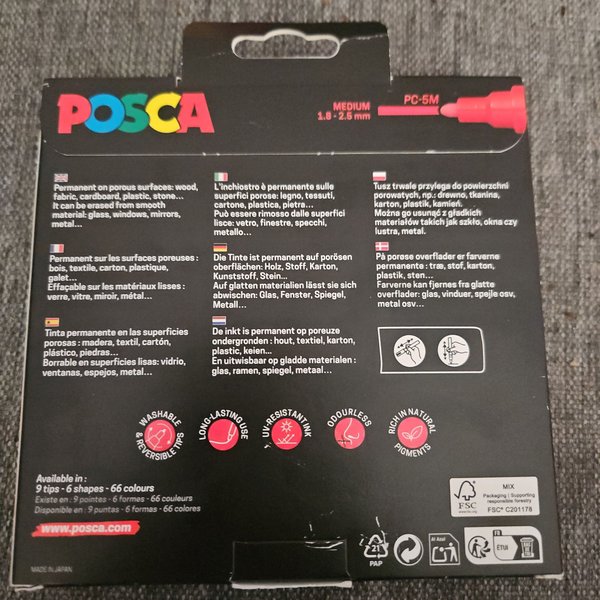 POSCA
MEDIUM
1.8 - 2.5 mm
PC-5M
Permanent on porous surfaces: wood,
fabric, cardboard, plastic, stone...
It can be erased from smooth
material: glass, windows, mirrors,
metal...
L'inchiostro è permanente sulle
superfici porose: legno, tessuti,
cartone, plastica, pietra...
Può essere rimosso dalle superfici
lisce: vetro, finestre, specchi,
metallo...
Tusz trwale przylega do powierzchni
porowatych, np.: drewno, tkanina,
karton, plastik, kamień.
Można go usunąć z gładkich
materiałów takich jak szkło, okna czy
lustra, metal.
Permanent sur les surfaces poreuses :
bois, textile, carton, plastique,
galet...
Effaçable sur les matériaux lisses :
verre, vitre, miroir, métal...
Die Tinte ist permanent auf porösen
oberflächen: Holz, Stoff, Karton,
Kunststoff, Stein...
Auf glatten materialien lässt sie sich
abwischen: Glas, Fenster, Spiegel,
Metall...
På porøse overflader er farverne
permanente : træ, stof, karton,
plastik, sten...
Farverne kan fjernes fra glatte
overflader: glas, vinduer, spejle osv,
metal osv...
Tinta permanente en las superficies
porosas : madera, textil, cartón,
plástico, piedras...
Borrable en superficies lisas: vidrio,
ventanas, espejos, metal...
De inkt is permanent op poreuze
ondergronden : hout, textiel, karton,
plastic, keien...
En uitwisbaar op gladde materialen :
glas, ramen, spiegel, metaal...
WASHABLE
& REVERSIBLE TIPS
LONG-LASTING USE
UV-RESISTANT INK
ODOURLESS
RICH IN NATURAL
PIGMENTS
Available in :
9 tips - 6 shapes - 66 colours
Existe en : 9 pointes - 6 formes - 66 couleurs
Disponible en : 9 puntas - 6 formas - 66 colores
www.posca.com
MADE IN JAPAN
FSC
www.fsc.org
MIX
Packaging | Supporting
responsible forestry
FSC® C201178
21
PAP
Al Azul
FR
ÉTUI